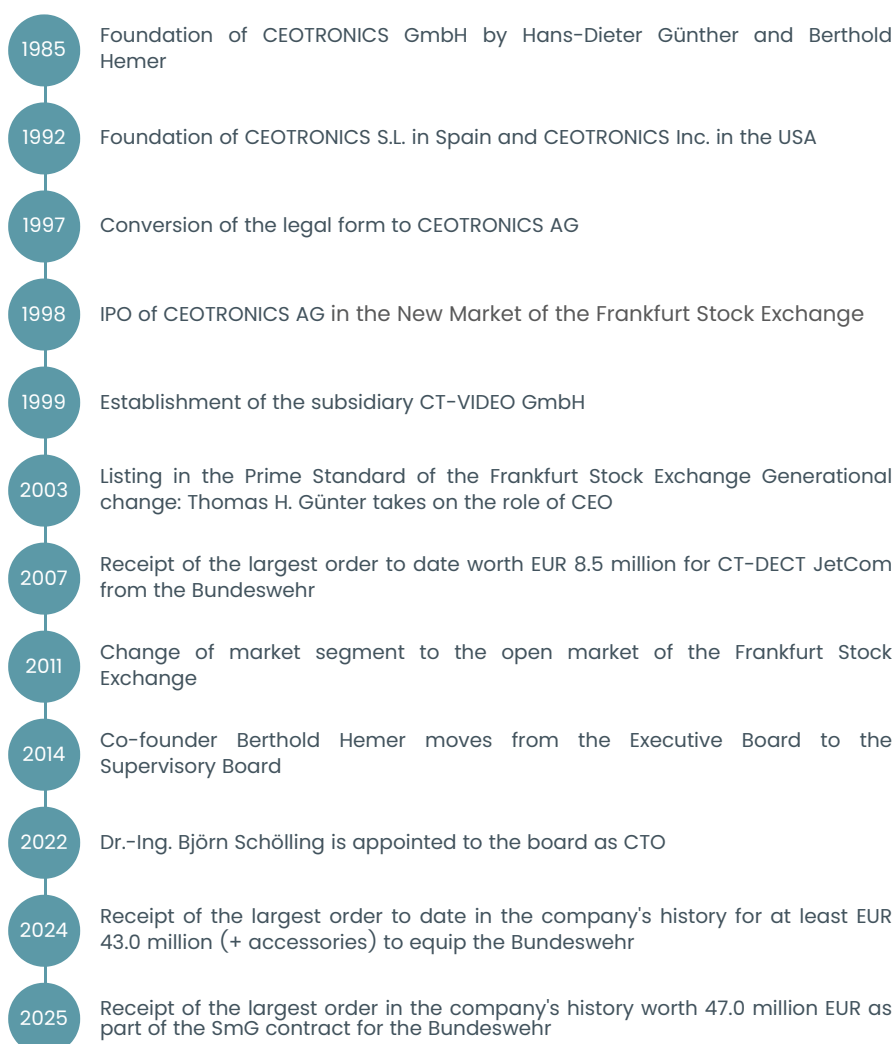 1985
Foundation of CEOTRONICS GmbH by Hans-Dieter Günther and Berthold
Hemer
1992
Foundation of CEOTRONICS S.L. in Spain and CEOTRONICS Inc. in the USA
1997
Conversion of the legal form to CEOTRONICS AG
1998
IPO of CEOTRONICS AG in the New Market of the Frankfurt Stock Exchange
1999
Establishment of the subsidiary CT-VIDEO GmbH
2003
Listing in the Prime Standard of the Frankfurt Stock Exchange Generational
change: Thomas H. Günter takes on the role of CEO
2007
Receipt of the largest order to date worth EUR 8.5 million for CT-DECT JetCom
from the Bundeswehr
2011
Change of market segment to the open market of the Frankfurt Stock
Exchange
2014
Co-founder Berthold Hemer moves from the Executive Board to the
Supervisory Board
2022
Dr.-Ing. Björn Schölling is appointed to the board as CTO
2024
Receipt of the largest order to date in the company's history for at least EUR
43.0 million (+ accessories) to equip the Bundeswehr
2025
Receipt of the largest order in the company's history worth 47.0 million EUR as
part of the SmG contract for the Bundeswehr